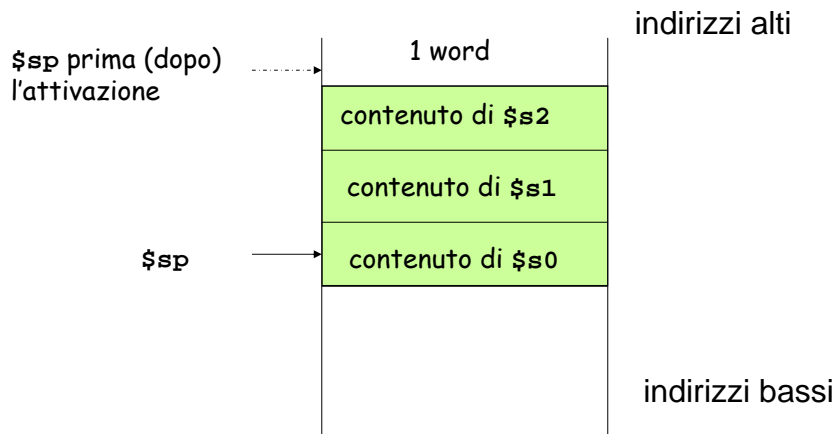 indirizzi alti
$sp prima (dopo)
l'attivazione
1 word
contenuto di $s2
contenuto di $s1
$sp
contenuto di $s0
indirizzi bassi